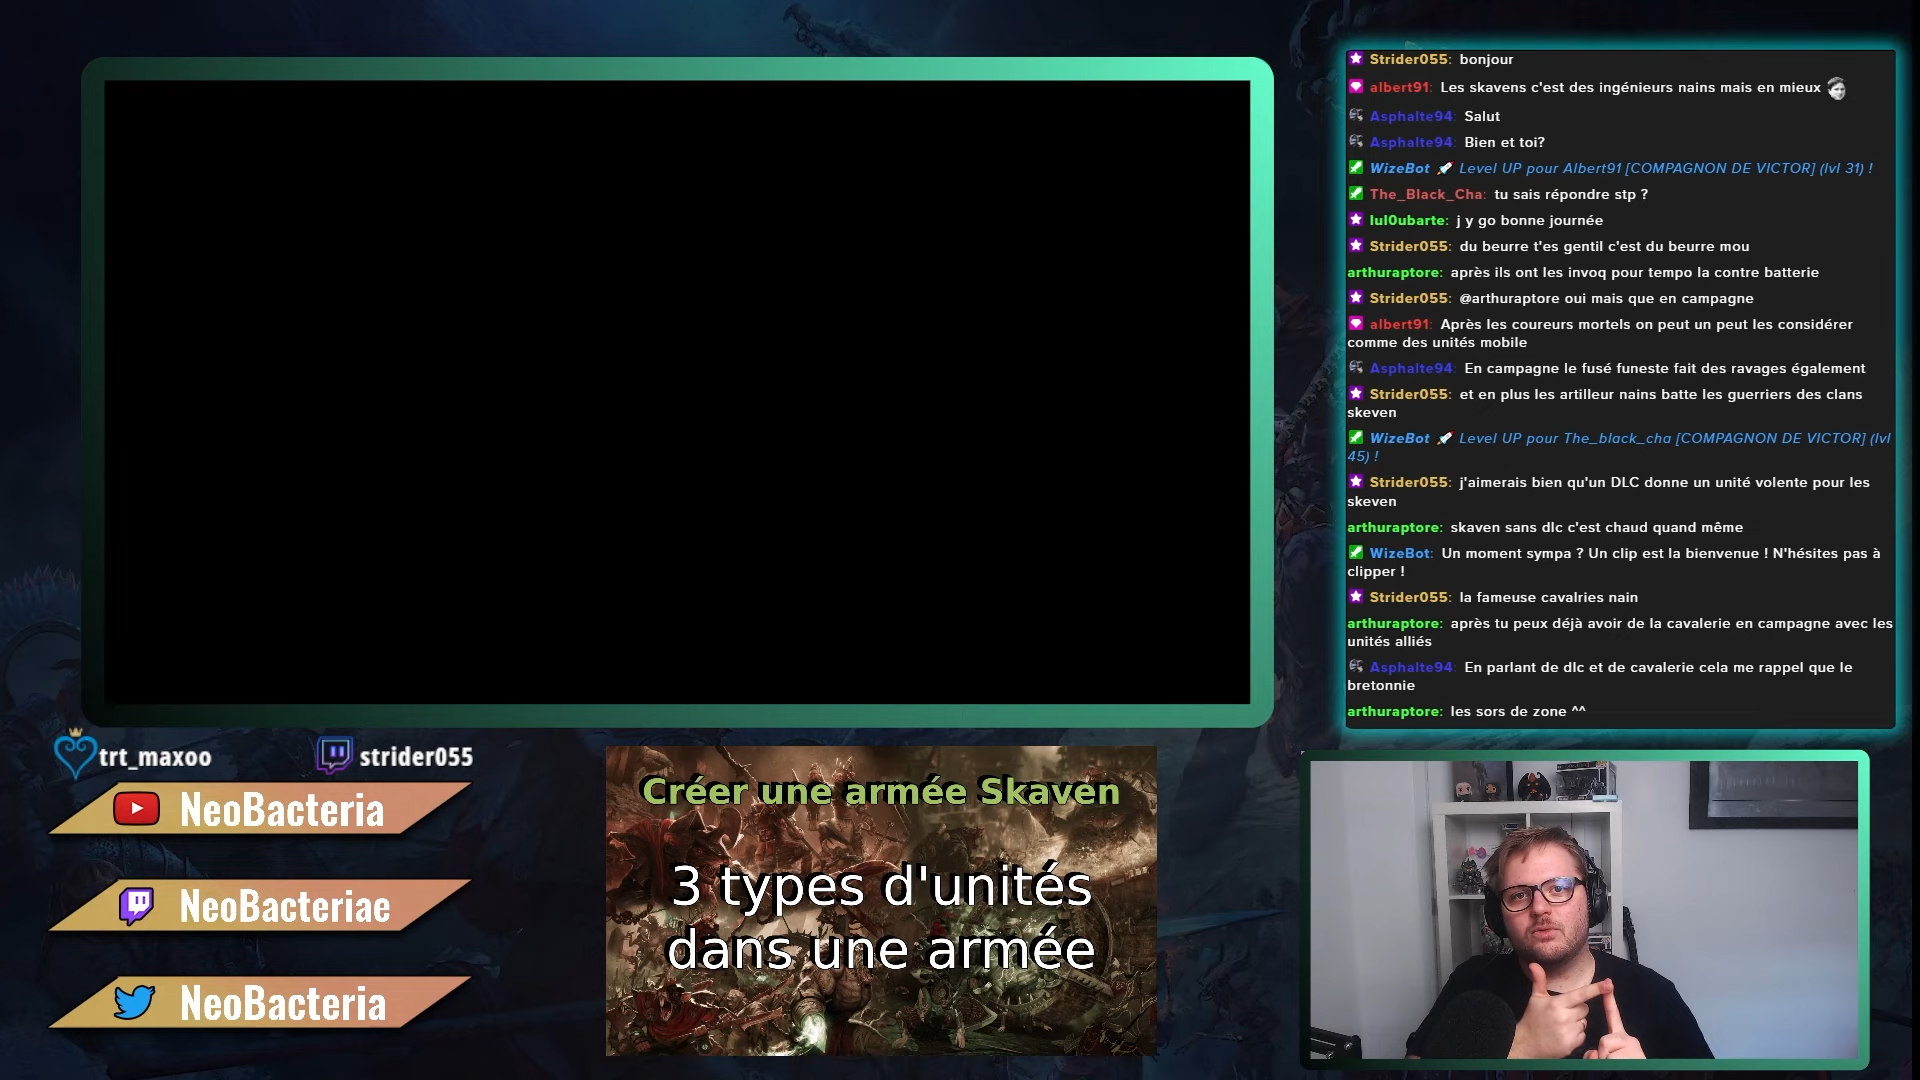 Strider055: bonjour
albert91: Les skavens c'est des ingénieurs nains mais en mieux
Asphalte94: Salut
Asphalte94: Bien et toi?
WizeBot 🚀 Level UP pour Albert91 [COMPAGNON DE VICTOR] (lvl 31) !
The_Black_Cha: tu sais répondre stp ?
lul0ubarte: j y go bonne journée
Strider055: du beurre t'es gentil c'est du beurre mou
arthuraptore: après ils ont les invoq pour tempo la contre batterie
Strider055: @arthuraptore oui mais que en campagne
albert91: Après les coureurs mortels on peut un peut les considérer
comme des unités mobile
Asphalte94: En campagne le fusé funeste fait des ravages également
Strider055: et en plus les artilleur nains batte les guerriers des clans
skeven
WizeBot 🚀 Level UP pour The_black_cha [COMPAGNON DE VICTOR] (lvl
45) !
Strider055: j'aimerais bien qu'un DLC donne un unité volente pour les
skeven
arthuraptore: skaven sans dlc c'est chaud quand même
WizeBot: Un moment sympa ? Un clip est la bienvenue ! N'hésites pas à
clipper !
Strider055: la fameuse cavalries nain
arthuraptore: après tu peux déjà avoir de la cavalerie en campagne avec les
unités alliés
Asphalte94: En parlant de dlc et de cavalerie cela me rappel que le
bretonnie
arthuraptore: les sors de zone ^^
trt_maxoo
strider055
NeoBacteria
NeoBacteriae
NeoBacteria
Créer une armée Skaven
3 types d'unités
dans une armée